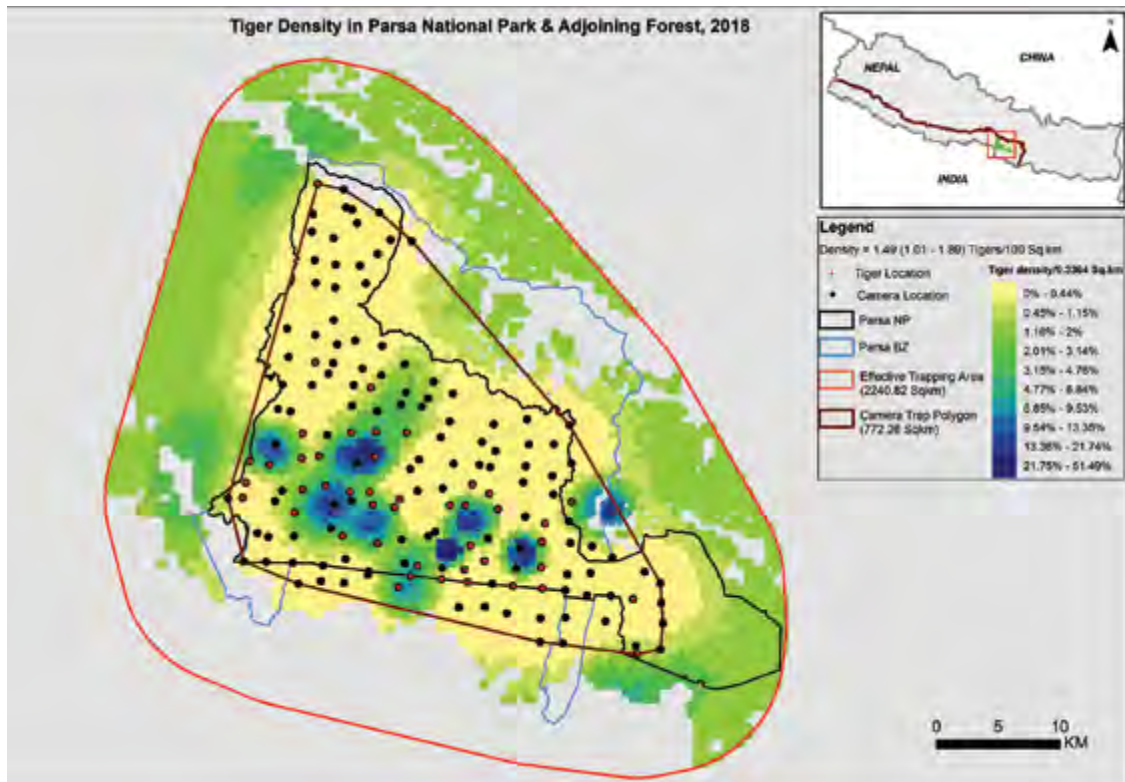 Tiger Density in Parsa National Park & Adjoining Forest, 2018
N
CHINA
NEPAL
INDIA
Legend
Density = 1.49 (1.01 - 1.89) Tigers/100 Sq.km
Tiger Location
Camera Location
Parsa NP
Parsa BZ
Effective Trapping Area
(2240.82 Sqkm)
Camera Trap Polygon
(772.28 Sqkm)
Tiger density/0.3364 Sq.km
0% - 0.44%
0.45% - 1.15%
1.16% - 2%
2.01% - 3.14%
3.15% - 4.76%
4.77% - 6.84%
6.85% - 9.53%
9.54% - 13.35%
13.36% - 21.74%
21.75% - 51.49%
0 5 10
KM